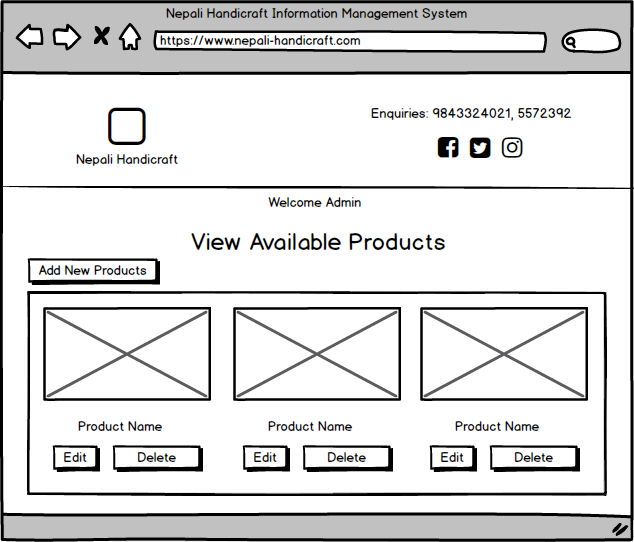 Nepali Handicraft Information Management System
https://www.nepali-handicraft.com
Enquiries: 9843324021, 5572392
Nepali Handicraft
Welcome Admin
View Available Products
Add New Products
Product Name Product Name Product Name
Edit Delete Edit Delete Edit Delete